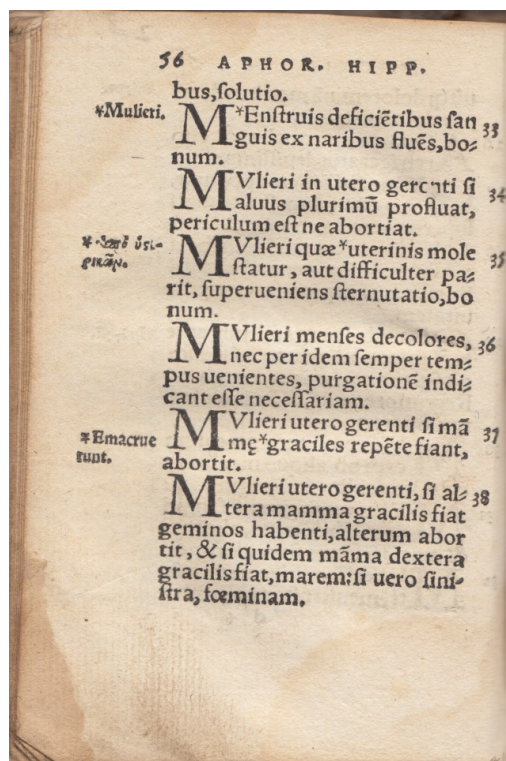 56 APHOR. HIPP.
bus, ſolutio.
*Mulieri.
M*Enſtruis deficiẽtibus ſan 33
guis ex naribus fluẽs, bo⸗
num.
MVlieri in utero gerenti ſi 34
aluus plurimũ profluat,
periculum eſt ne abortiat.
MVlieri quæ *uterinis mole 35
ſtatur, aut difficulter pa⸗
rit, ſuperueniens ſternutatio, bo
num.
MVlieri menſes decolores, 36
nec per idem ſemper tem⸗
pus uenientes, purgationẽ indi⸗
cant eſſe neceſſariam.
MVlieri utero gerenti ſi mã 37
*Emacrue
mę *graciles repẽte fiant,
runt.
abortit.
MVlieri utero gerenti, ſi al⸗ 38
tera mamma gracilis fiat
geminos habenti, alterum abor
tit, & ſi quidem mãma dextera
gracilis fiat, marem: ſi uero ſini⸗
ſtra, fœminam.